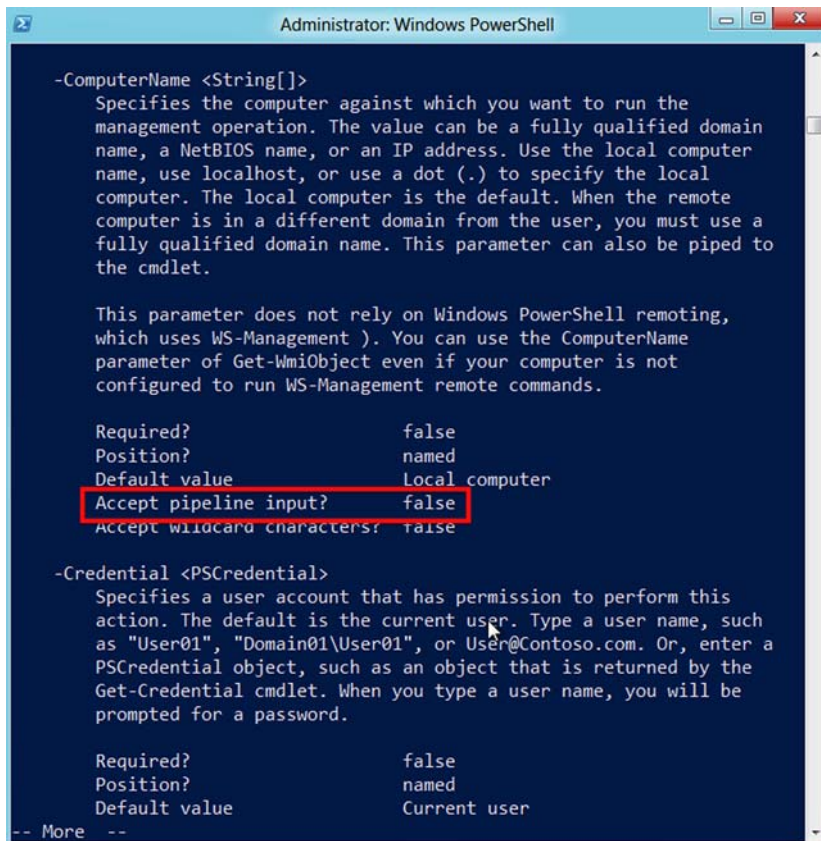 Administrator: Windows PowerShell
-ComputerName <String[]>
Specifies the computer against which you want to run the
management operation. The value can be a fully qualified domain
name, a NetBIOS name, or an IP address. Use the local computer
name, use localhost, or use a dot (.) to specify the local
computer. The local computer is the default. When the remote
computer is in a different domain from the user, you must use a
fully qualified domain name. This parameter can also be piped to
the cmdlet.
This parameter does not rely on Windows PowerShell remoting,
which uses WS-Management ). You can use the ComputerName
parameter of Get-WmiObject even if your computer is not
configured to run WS-Management remote commands.
Required? false
Position? named
Default value Local computer
Accept pipeline input? false
Accept wildcard characters? false
-Credential <PSCredential>
Specifies a user account that has permission to perform this
action. The default is the current user. Type a user name, such
as "User01", "Domain01\User01", or User@Contoso.com. Or, enter a
PSCredential object, such as an object that is returned by the
Get-Credential cmdlet. When you type a user name, you will be
prompted for a password.
Required? false
Position? named
Default value Current user
-- More --